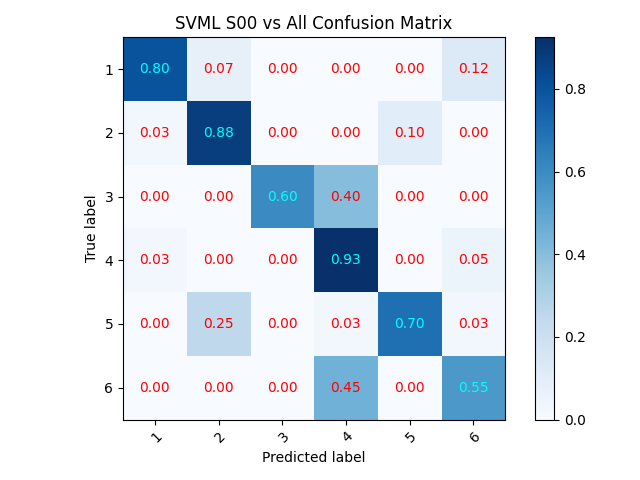 SVML S00 vs All Confusion Matrix
1 0.80 0.07 0.00 0.00 0.00 0.12
2 0.03 0.88 0.00 0.00 0.10 0.00
3 0.00 0.00 0.60 0.40 0.00 0.00
4 0.03 0.00 0.00 0.93 0.00 0.05
5 0.00 0.25 0.00 0.03 0.70 0.03
6 0.00 0.00 0.00 0.45 0.00 0.55
1 2 3 4 5 6
Predicted label
True label
0.8
0.6
0.4
0.2
0.0